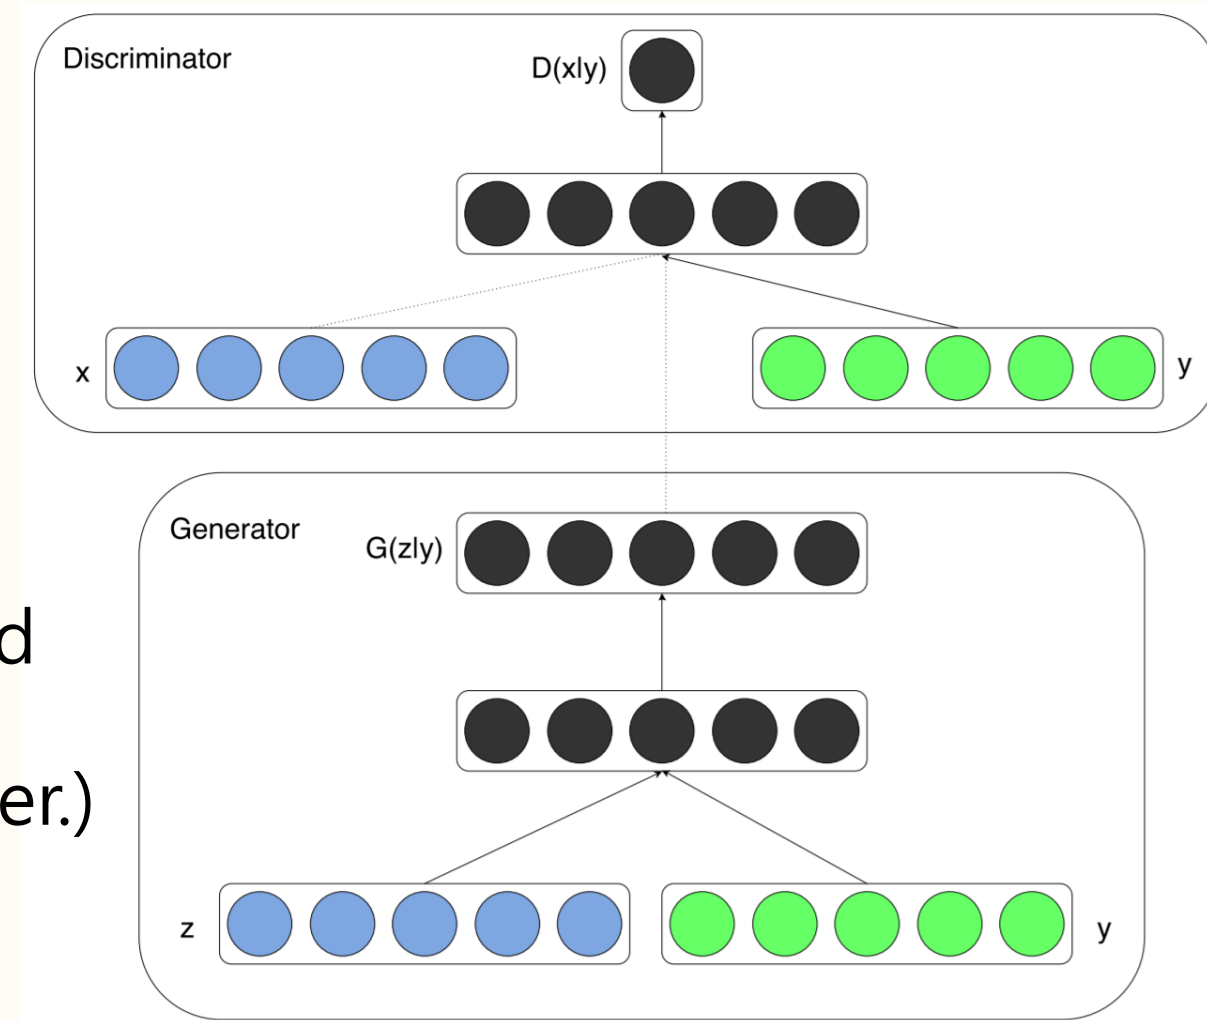 Discriminator
D(x|y)
x
y
Generator
G(z|y)
d
er.)
z
y